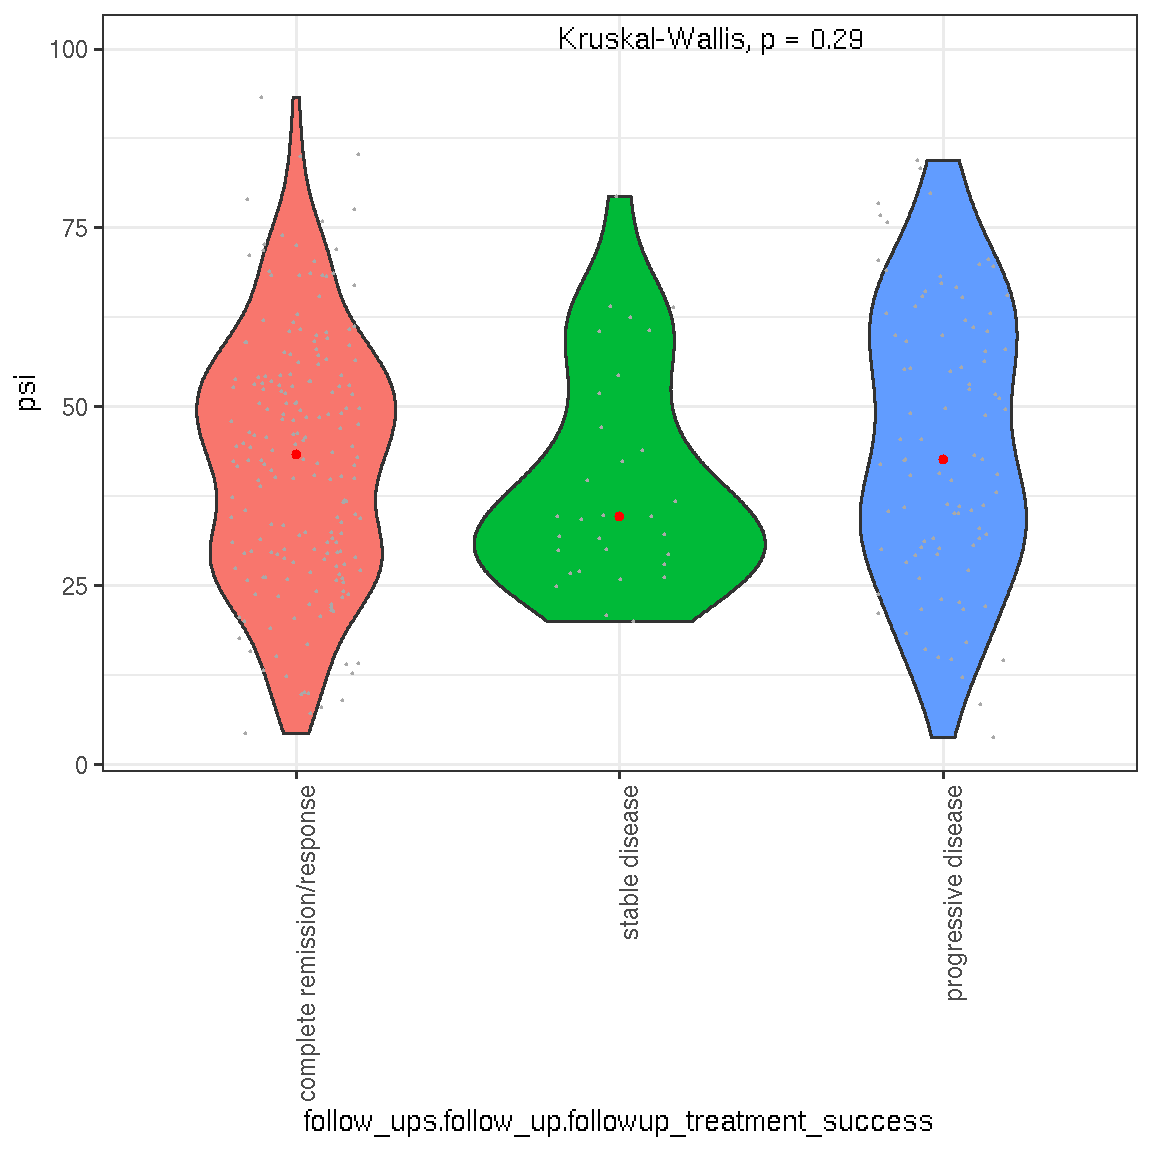 Kruskal-Wallis, p = 0.29
100
75
50
25
0
psi
complete remission/response
stable disease
progressive disease
follow_ups.follow_up.followup_treatment_success